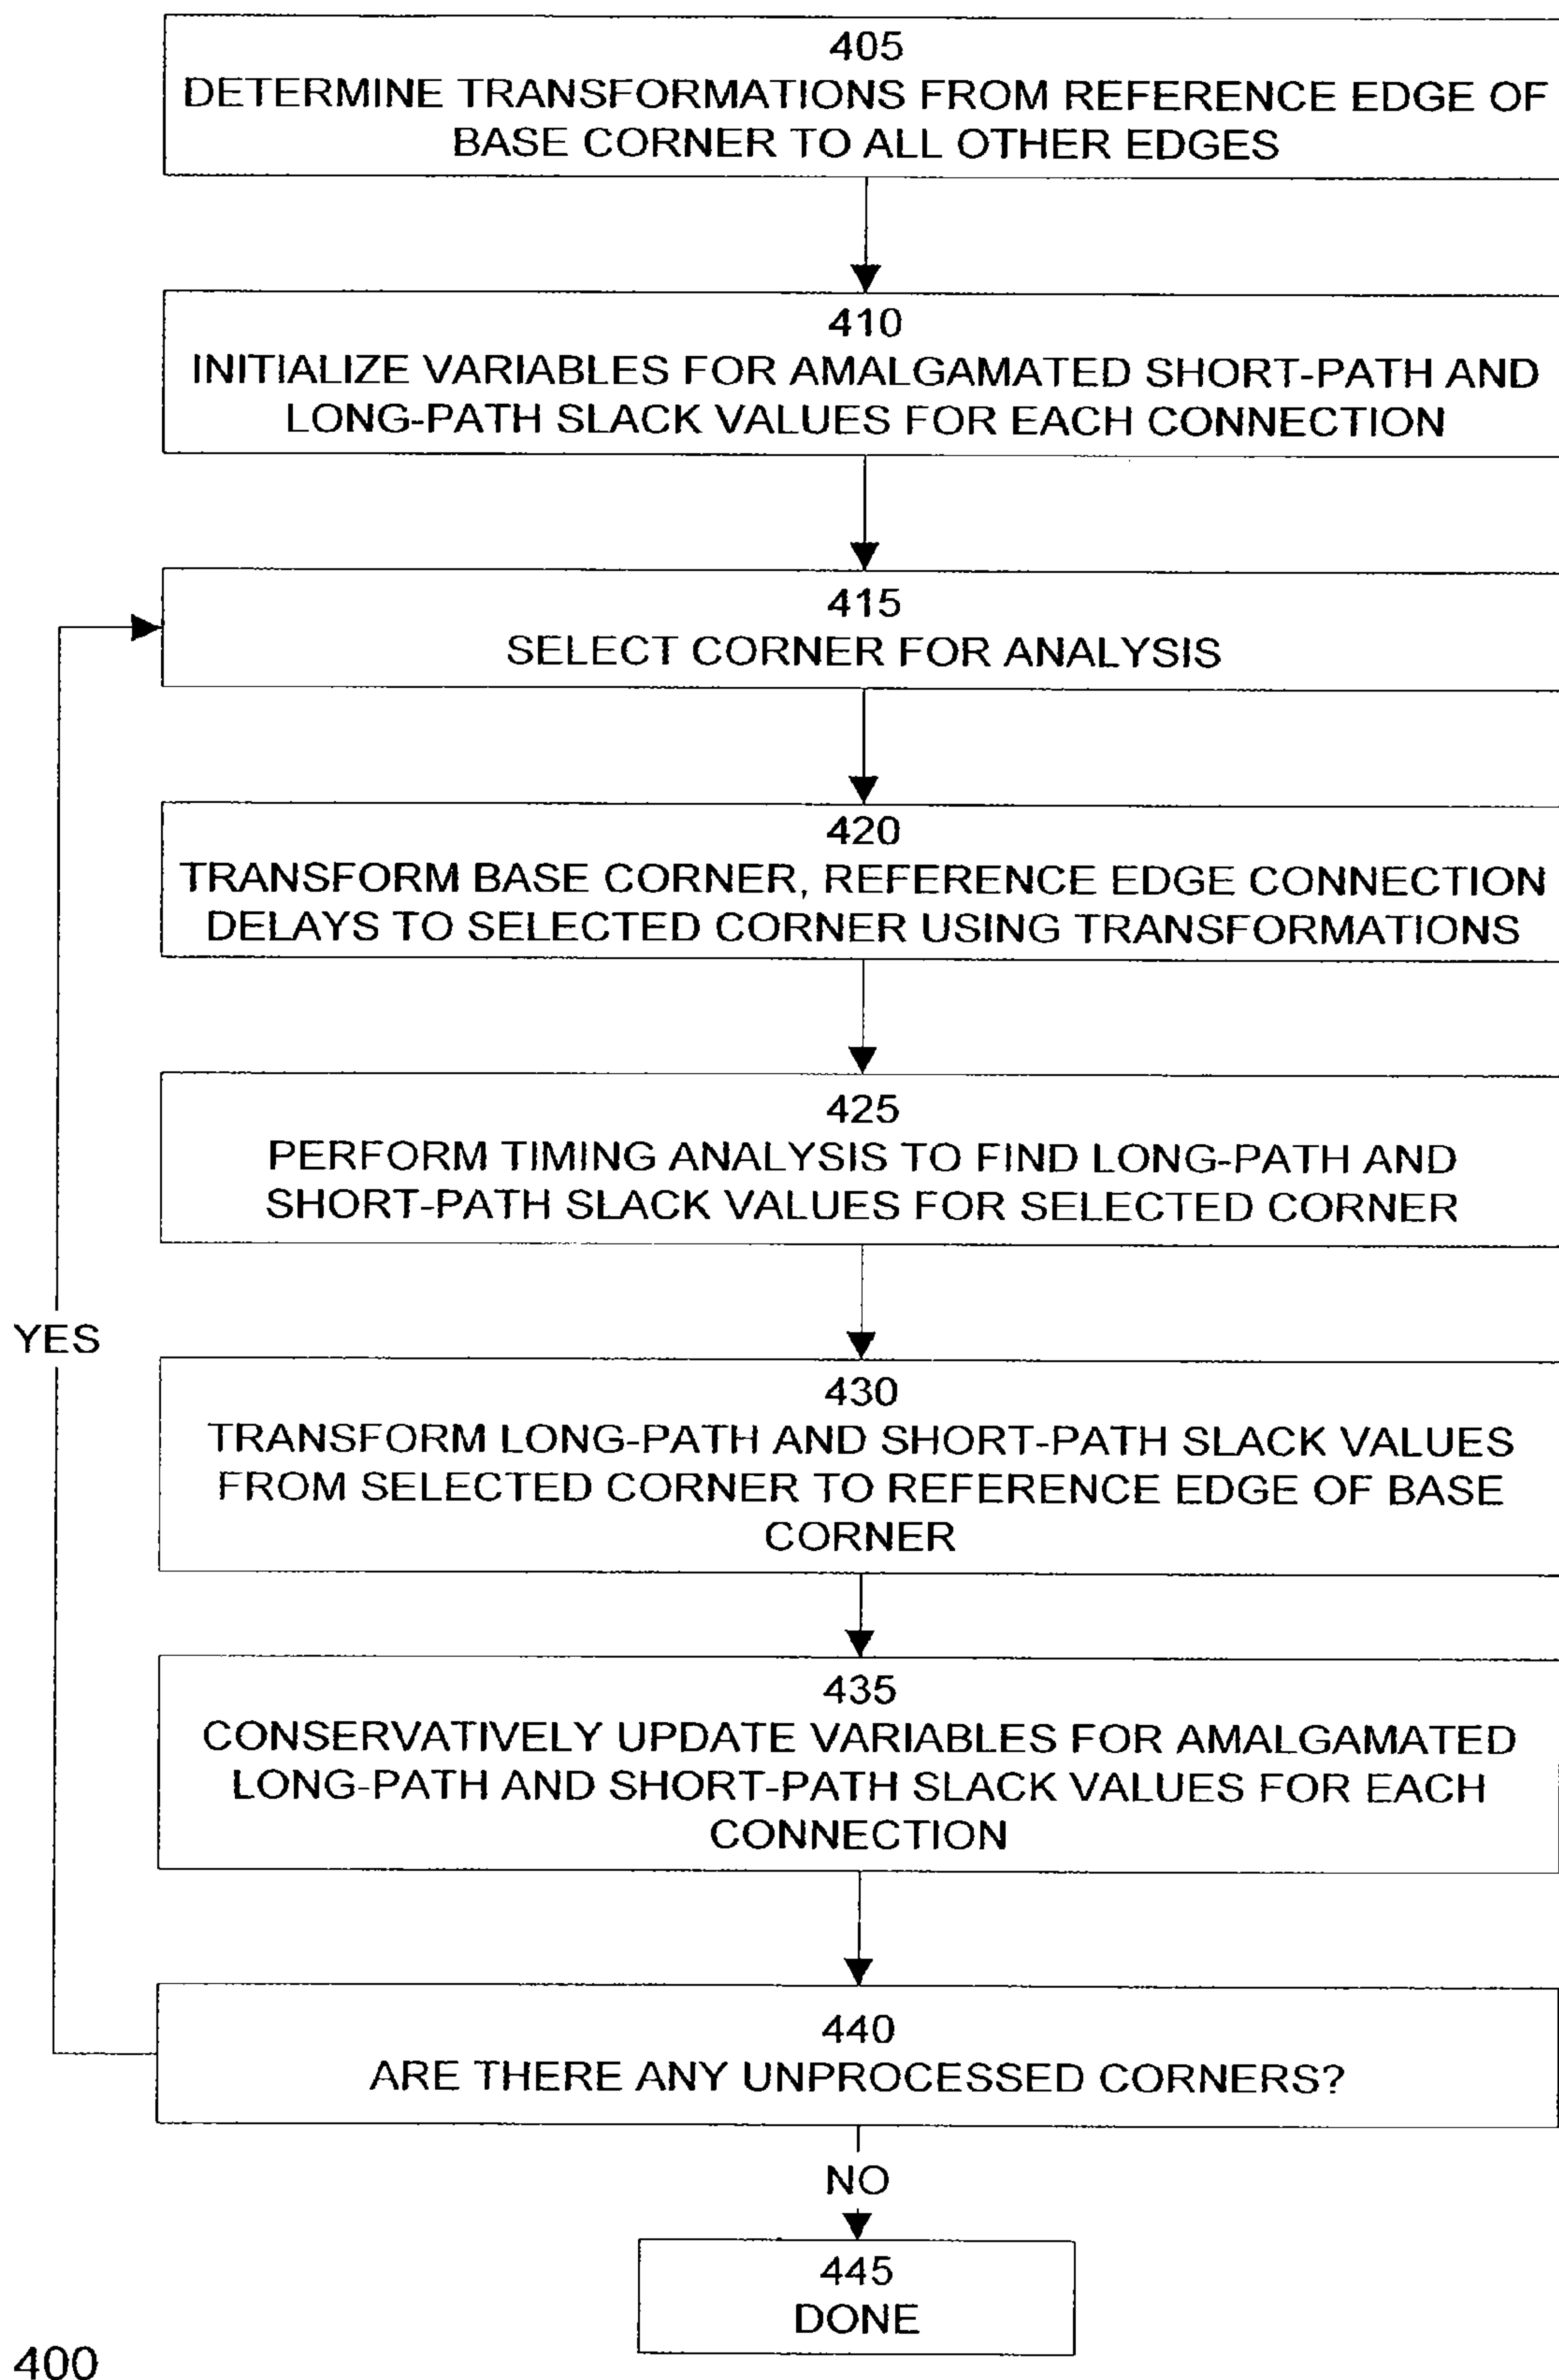 405
DETERMINE TRANSFORMATIONS FROM REFERENCE EDGE OF
BASE CORNER TO ALL OTHER EDGES
410
INITIALIZE VARIABLES FOR AMALGAMATED SHORT-PATH AND
LONG-PATH SLACK VALUES FOR EACH CONNECTION
415
SELECT CORNER FOR ANALYSIS
420
TRANSFORM BASE CORNER, REFERENCE EDGE CONNECTION
DELAYS TO SELECTED CORNER USING TRANSFORMATIONS
425
PERFORM TIMING ANALYSIS TO FIND LONG-PATH AND
SHORT-PATH SLACK VALUES FOR SELECTED CORNER
YES
430
TRANSFORM LONG-PATH AND SHORT-PATH SLACK VALUES
FROM SELECTED CORNER TO REFERENCE EDGE OF BASE
CORNER
435
CONSERVATIVELY UPDATE VARIABLES FOR AMALGAMATED
LONG-PATH AND SHORT-PATH SLACK VALUES FOR EACH
CONNECTION
440
ARE THERE ANY UNPROCESSED CORNERS?
NO
445
DONE
400